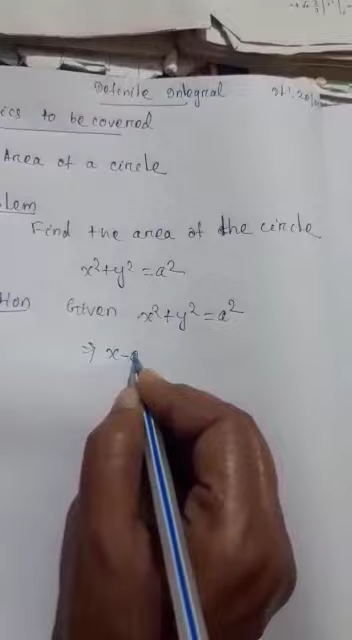 Definite Integral
ics to be covered
Area of a circle
lem
Find the area of the circle
x²+y²=a²
tion Given x²+y²=a²
⇒ x-